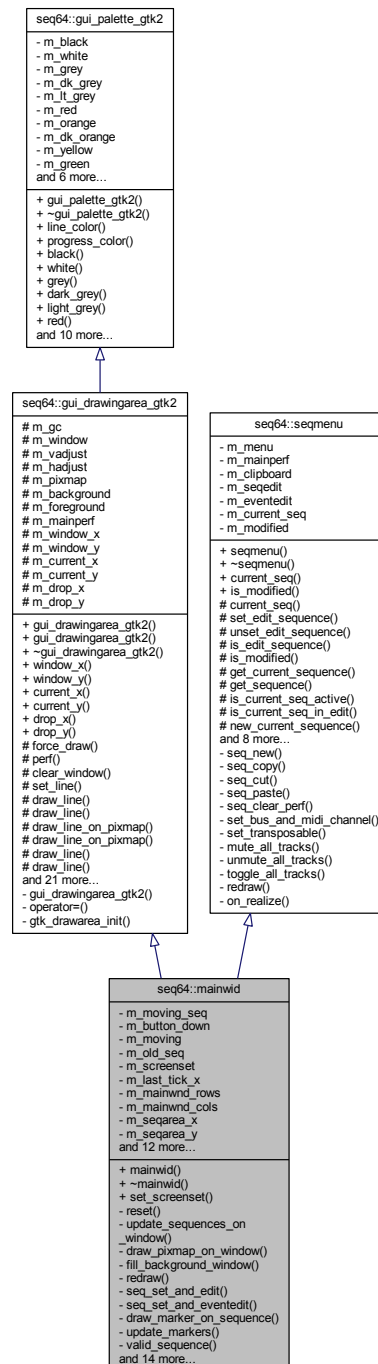 seq64::gui_palette_gtk2
- m_black
- m_white
- m_grey
- m_dk_grey
- m_lt_grey
- m_red
- m_orange
- m_dk_orange
- m_yellow
- m_green
and 6 more...
+ gui_palette_gtk2()
+ ~gui_palette_gtk2()
+ line_color()
+ progress_color()
+ black()
+ white()
+ grey()
+ dark_grey()
+ light_grey()
+ red()
and 10 more...
seq64::gui_drawingarea_gtk2
# m_gc
# m_window
# m_vadjust
# m_hadjust
# m_pixmap
# m_background
# m_foreground
# m_mainperf
# m_window_x
# m_window_y
# m_current_x
# m_current_y
# m_drop_x
# m_drop_y
+ gui_drawingarea_gtk2()
+ gui_drawingarea_gtk2()
+ ~gui_drawingarea_gtk2()
+ window_x()
+ window_y()
+ current_x()
+ current_y()
+ drop_x()
+ drop_y()
# force_draw()
# perf()
# clear_window()
# set_line()
# draw_line()
# draw_line()
# draw_line_on_pixmap()
# draw_line_on_pixmap()
# draw_line()
# draw_line()
and 21 more...
- gui_drawingarea_gtk2()
- operator=()
- gtk_drawarea_init()
seq64::seqmenu
- m_menu
- m_mainperf
- m_clipboard
- m_seqedit
- m_eventedit
- m_current_seq
- m_modified
+ seqmenu()
+ ~seqmenu()
+ current_seq()
+ is_modified()
# current_seq()
# set_edit_sequence()
# unset_edit_sequence()
# is_edit_sequence()
# is_modified()
# get_current_sequence()
# get_sequence()
# is_current_seq_active()
# is_current_seq_in_edit()
# new_current_sequence()
and 8 more...
- seq_new()
- seq_copy()
- seq_cut()
- seq_paste()
- seq_clear_perf()
- set_bus_and_midi_channel()
- set_transposable()
- mute_all_tracks()
- unmute_all_tracks()
- toggle_all_tracks()
- redraw()
- on_realize()
seq64::mainwid
- m_moving_seq
- m_button_down
- m_moving
- m_old_seq
- m_screenset
- m_last_tick_x
- m_mainwnd_rows
- m_mainwnd_cols
- m_seqarea_x
- m_seqarea_y
and 12 more...
+ mainwid()
+ ~mainwid()
+ set_screenset()
- reset()
- update_sequences_on
_window()
- draw_pixmap_on_window()
- fill_background_window()
- redraw()
- seq_set_and_edit()
- seq_set_and_eventedit()
- draw_marker_on_sequence()
- update_markers()
- valid_sequence()
and 14 more...